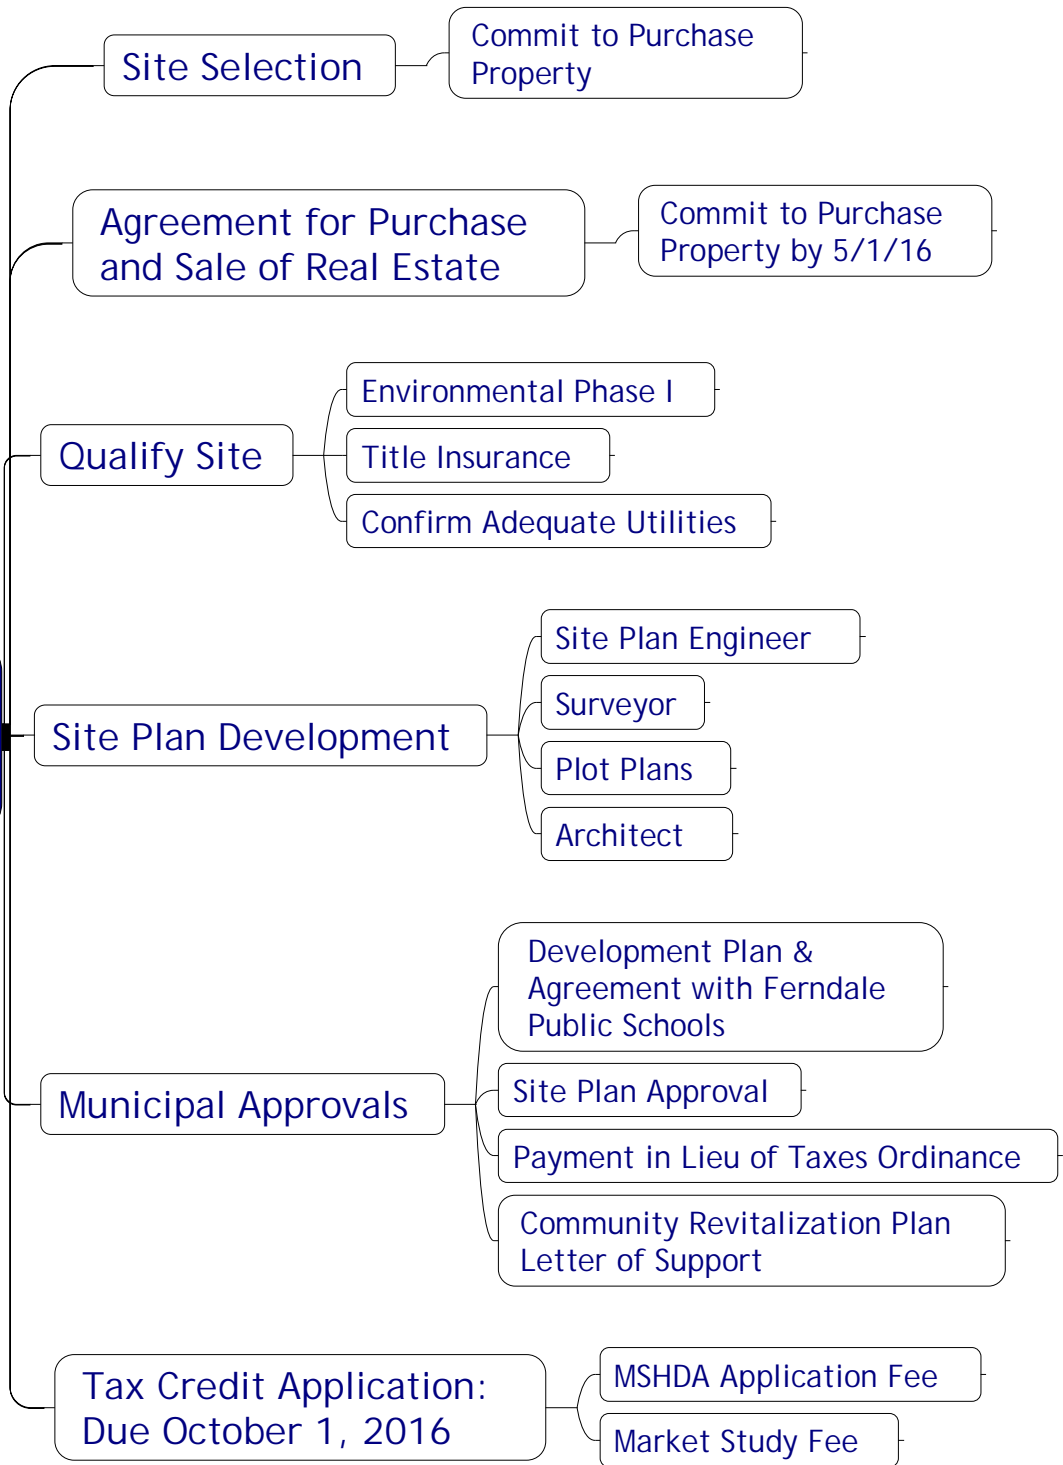 Site Selection
Commit to Purchase
Property
Agreement for Purchase
and Sale of Real Estate
Commit to Purchase
Property by 5/1/16
Qualify Site
Environmental Phase I
Title Insurance
Confirm Adequate Utilities
Site Plan Development
Site Plan Engineer
Surveyor
Plot Plans
Architect
Municipal Approvals
Development Plan &
Agreement with Ferndale
Public Schools
Site Plan Approval
Payment in Lieu of Taxes Ordinance
Community Revitalization Plan
Letter of Support
Tax Credit Application:
Due October 1, 2016
MSHDA Application Fee
Market Study Fee